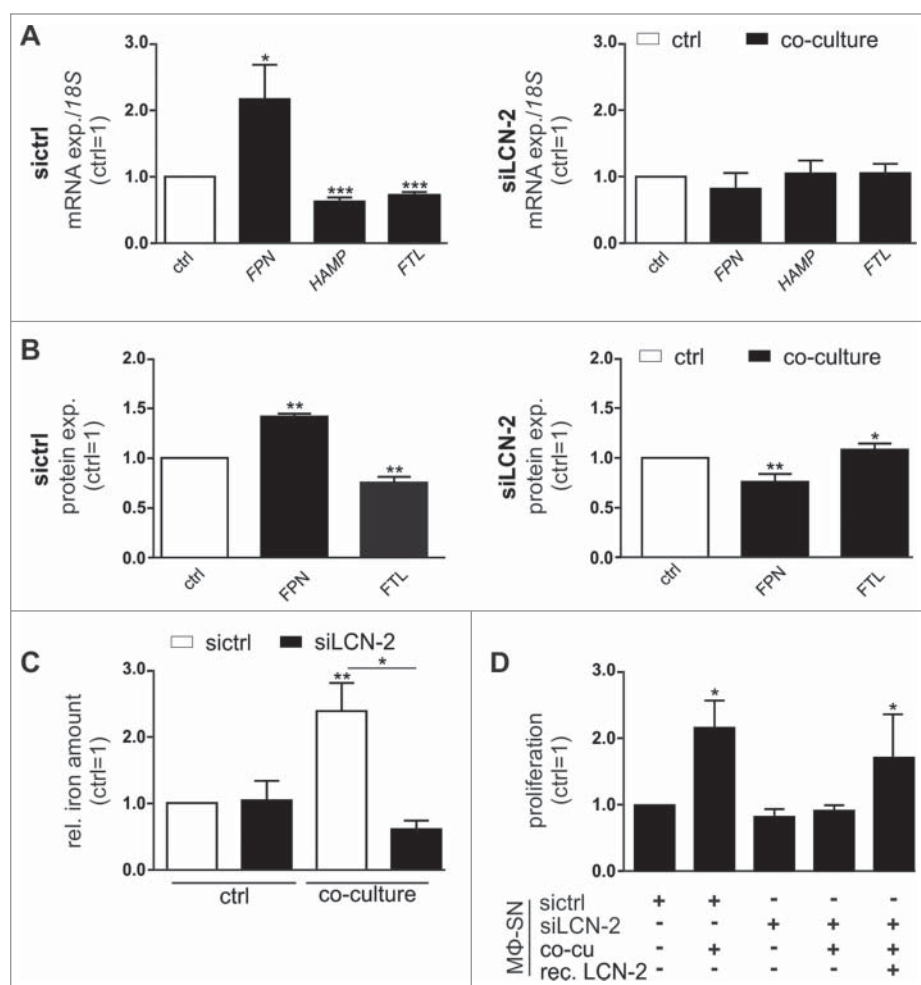 A
sictrl
mRNA exp./18S
(ctrl=1)
3.0
2.0
1.0
0.0
*
***
***
ctrl
FPN
HAMP
FTL
siLCN-2
mRNA exp./18S
(ctrl=1)
ctrl co-culture
3.0
2.0
1.0
0.0
ctrl
FPN
HAMP
FTL
B
sictrl
protein exp.
(ctrl=1)
2.0
1.5
1.0
0.5
0.0
**
**
ctrl
FPN
FTL
siLCN-2
protein exp.
(ctrl=1)
ctrl co-culture
2.0
1.5
1.0
0.5
0.0
**
*
ctrl
FPN
FTL
C
sictrl siLCN-2
rel. iron amount
(ctrl=1)
3.0
2.0
1.0
0.0
**
*
ctrl co-culture
D
proliferation
(ctrl=1)
3.0
2.0
1.0
0.0
*
*
MΦ-SN
sictrl + + - - -
siLCN-2 - - + + +
co-cu - + - + +
rec. LCN-2 - - - - +